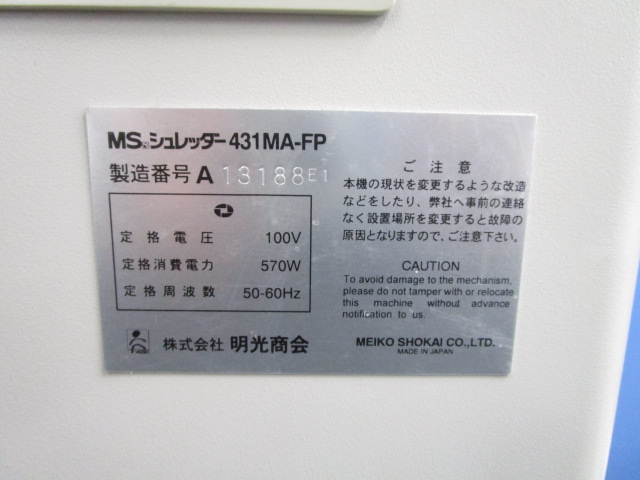 MSシュレッダー 431MA-FP
製造番号 A 13188E1
定格電圧 100V
定格消費電力 570W
定格周波数 50-60Hz
株式会社 明光商会
ご注意
本機の現状を変更するような改造
などをしたり、弊社へ事前の連絡
なく設置場所を変更すると故障の
原因となりますので、ご注意下さい。
CAUTION
To avoid damage to the mechanism,
please do not tamper with or relocate
this machine without advance
notification to us.
MEIKO SHOKAI CO.,LTD.
MADE IN JAPAN